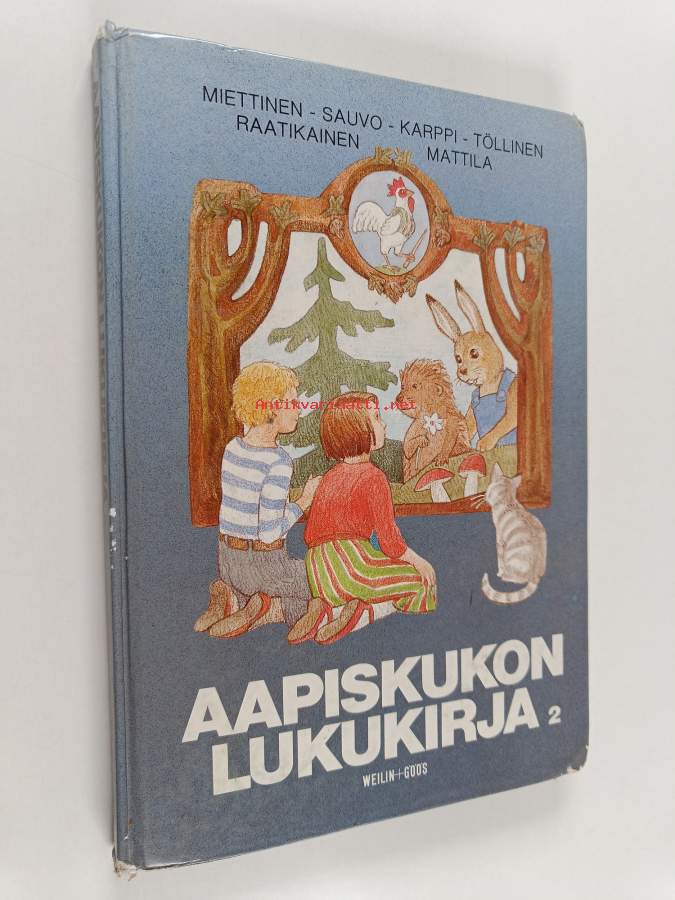 MIETTINEN - SAUVO - KARPPI - TÖLLINEN
RAATIKAINEN MATTILA
Antikvariaatti.net
AAPISKUKON
LUKUKIRJA 2
WEILIN+GÖÖS